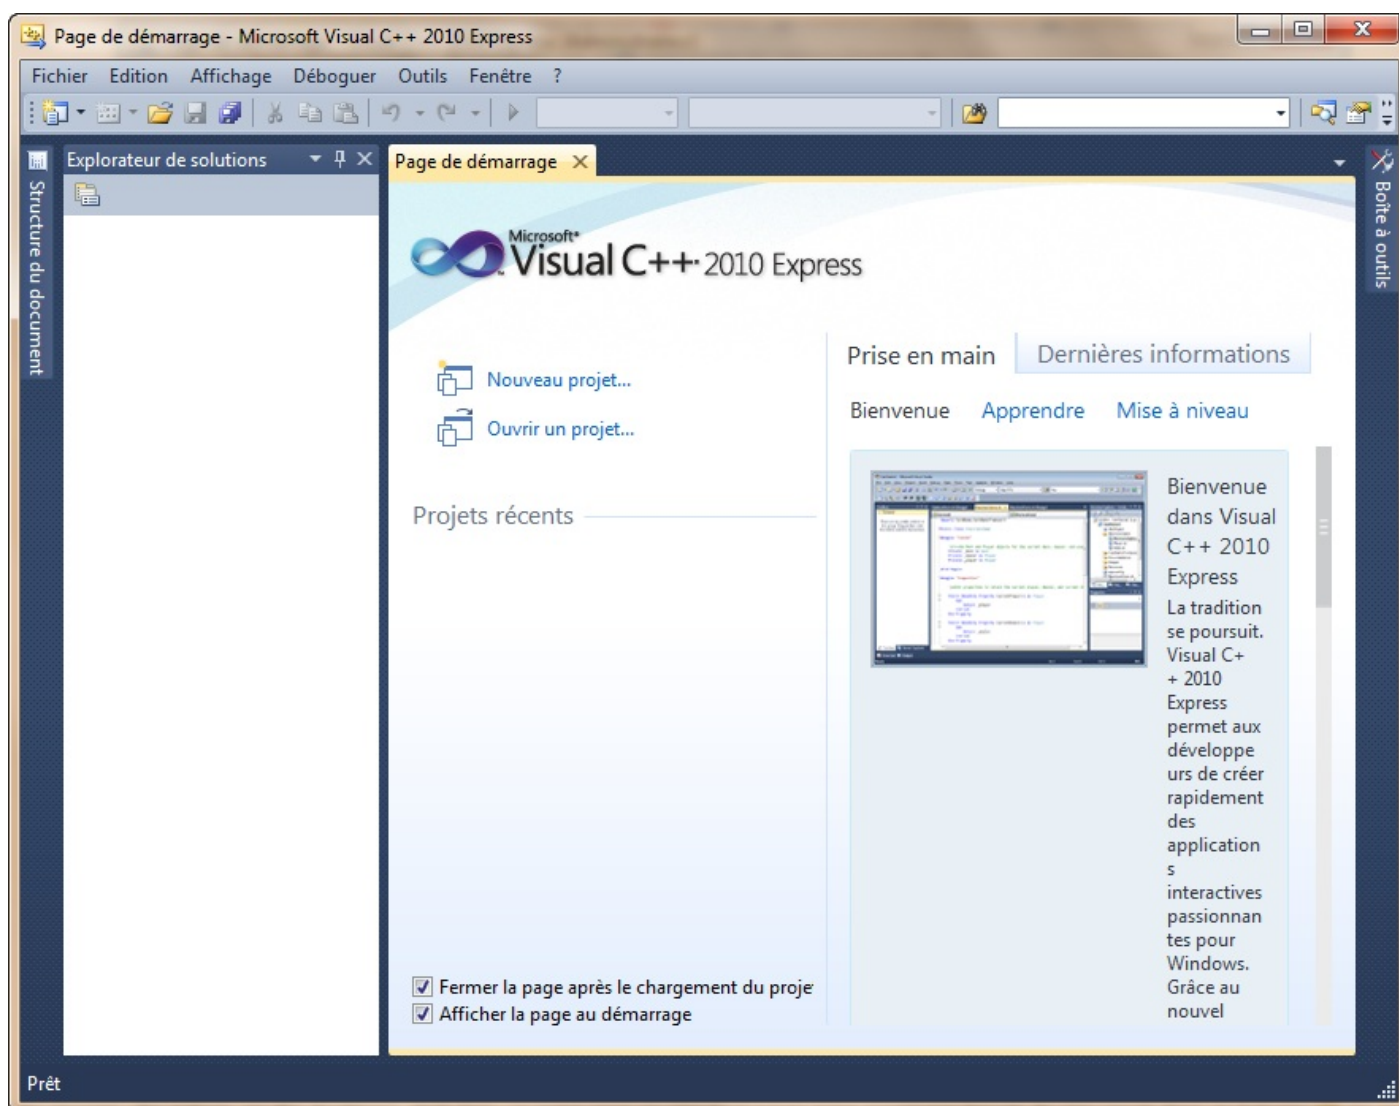 Page de démarrage - Microsoft Visual C++ 2010 Express
Fichier Edition Affichage Déboguer Outils Fenêtre ?
Structure du document
Explorateur de solutions
Page de démarrage
Boîte à outils
Microsoft
Visual C++ 2010 Express
Nouveau projet...
Ouvrir un projet...
Projets récents
Fermer la page après le chargement du proje
Afficher la page au démarrage
Prise en main Dernières informations
Bienvenue Apprendre Mise à niveau
Bienvenue
dans Visual
C++ 2010
Express
La tradition
se poursuit.
Visual C+
+ 2010
Express
permet aux
développe
urs de créer
rapidement
des
application
s
interactives
passionnan
tes pour
Windows.
Grâce au
nouvel
Prêt